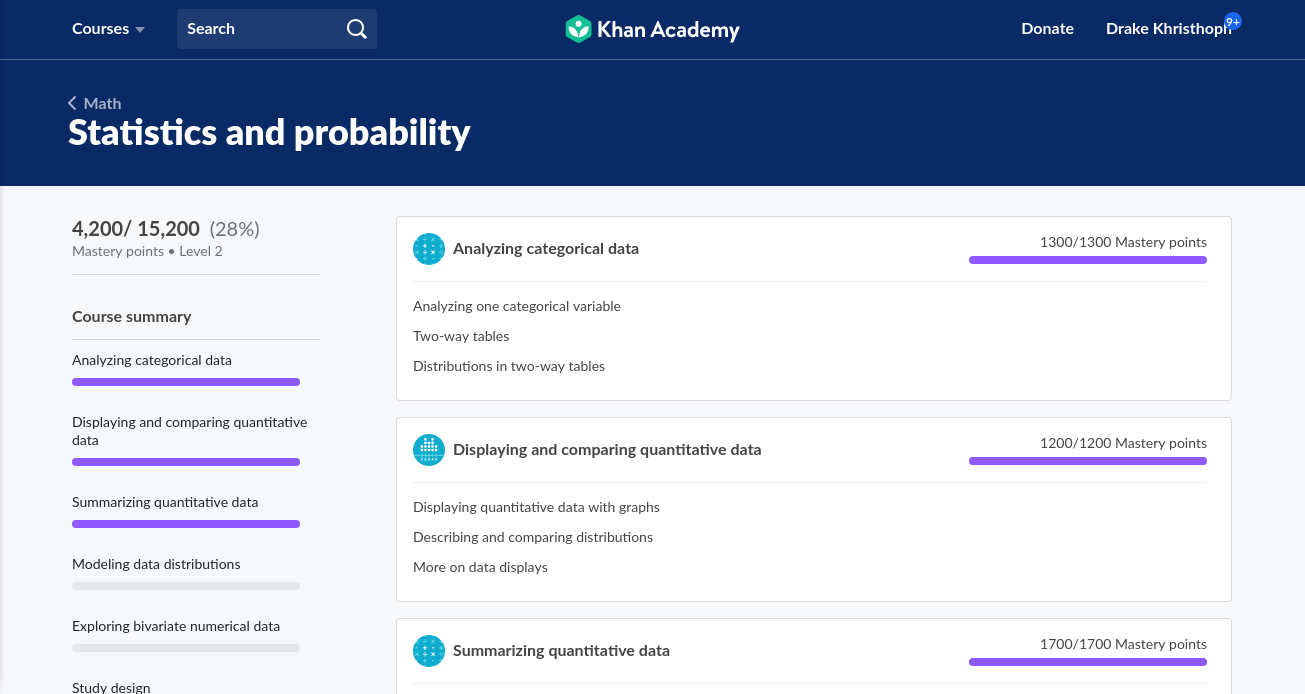 Courses
Search
Khan Academy
Donate
Drake Khristoph
9+
Math
Statistics and probability
4,200/ 15,200 (28%)
Mastery points • Level 2
Course summary
Analyzing categorical data
Displaying and comparing quantitative
data
Summarizing quantitative data
Modeling data distributions
Exploring bivariate numerical data
Study design
Analyzing categorical data
1300/1300 Mastery points
Analyzing one categorical variable
Two-way tables
Distributions in two-way tables
Displaying and comparing quantitative data
1200/1200 Mastery points
Displaying quantitative data with graphs
Describing and comparing distributions
More on data displays
Summarizing quantitative data
1700/1700 Mastery points